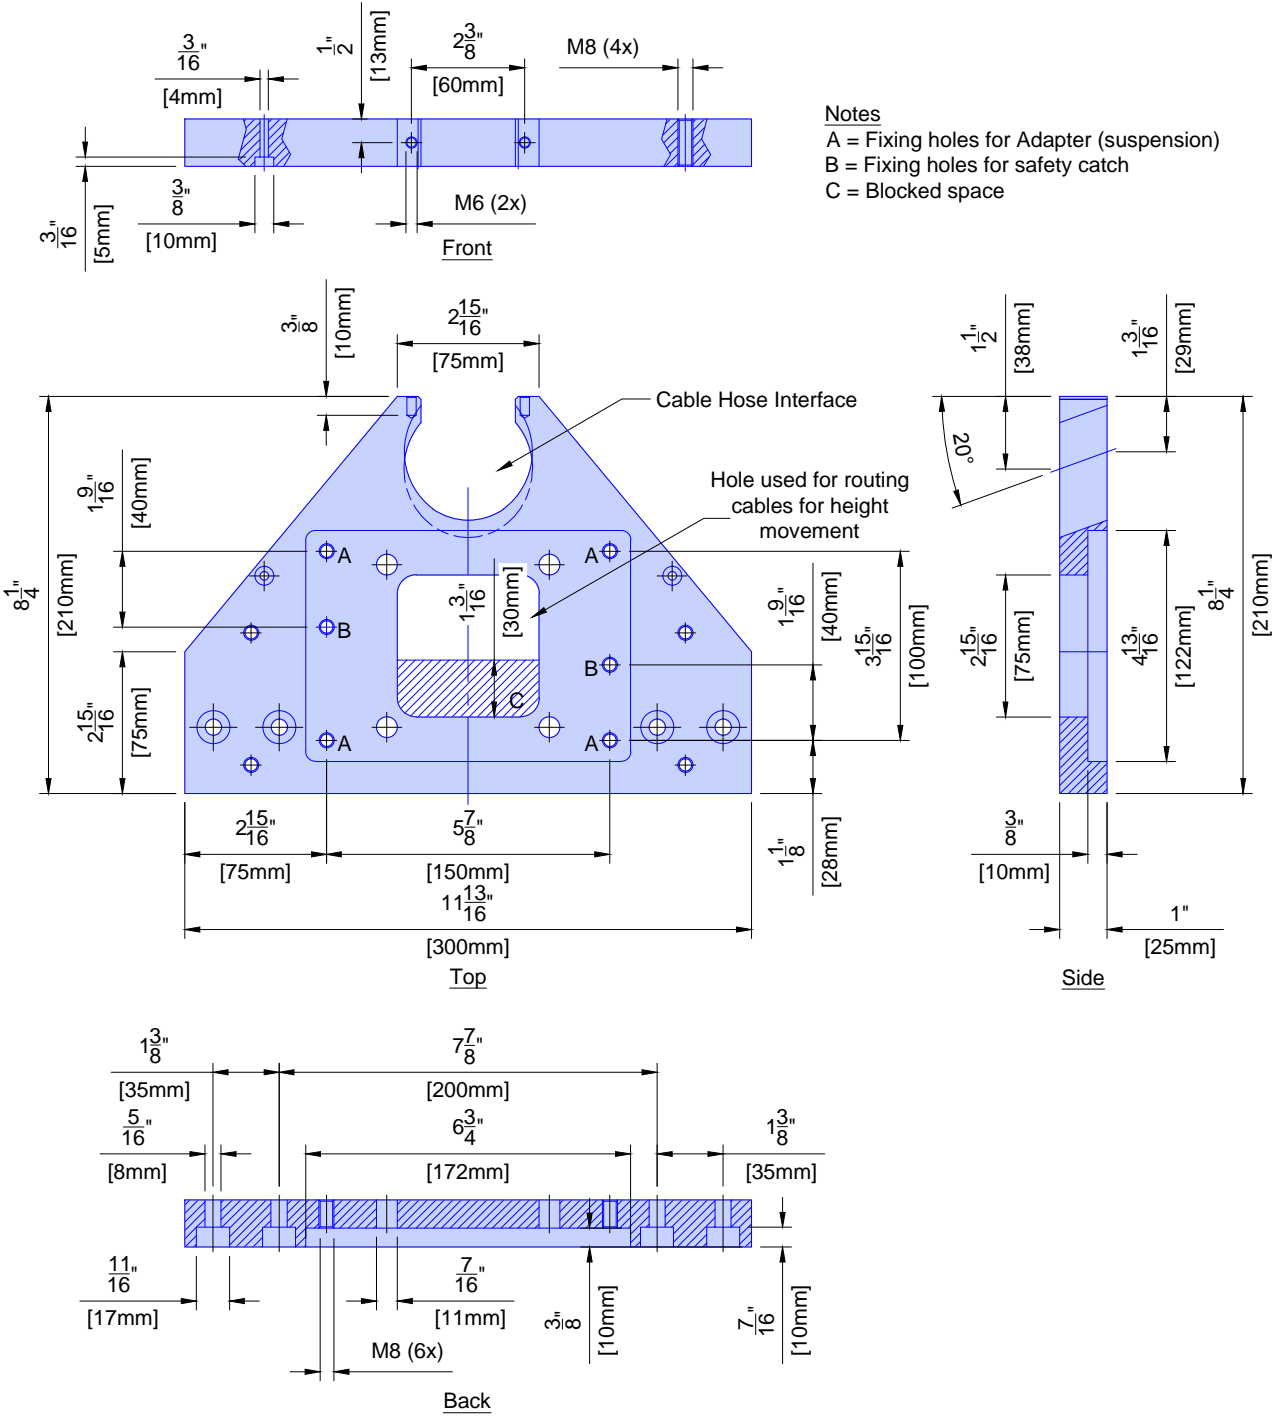 3/16"
[4mm]
1/2"
[13mm]
2 3/8"
[60mm]
M8 (4x)
3/16"
[5mm]
3/8"
[10mm]
M6 (2x)
Front
Notes
A = Fixing holes for Adapter (suspension)
B = Fixing holes for safety catch
C = Blocked space
3/8"
[10mm]
2 15/16"
[75mm]
Cable Hose Interface
Hole used for routing
cables for height
movement
1 9/16"
[40mm]
8 1/4"
[210mm]
2 15/16"
[75mm]
A
A
B
B
A
A
C
1 3/16"
[30mm]
1 9/16"
[40mm]
3 15/16"
[100mm]
1 1/8"
[28mm]
2 15/16"
[75mm]
5 7/8"
[150mm]
11 13/16"
[300mm]
Top
1 1/2"
[38mm]
1 3/16"
[29mm]
20°
2 15/16"
[75mm]
4 13/16"
[122mm]
8 1/4"
[210mm]
3/8"
[10mm]
1"
[25mm]
Side
1 3/8"
[35mm]
7 7/8"
[200mm]
5/16"
[8mm]
6 3/4"
[172mm]
1 3/8"
[35mm]
11/16"
[17mm]
7/16"
[11mm]
M8 (6x)
3/8"
[10mm]
7/16"
[10mm]
Back